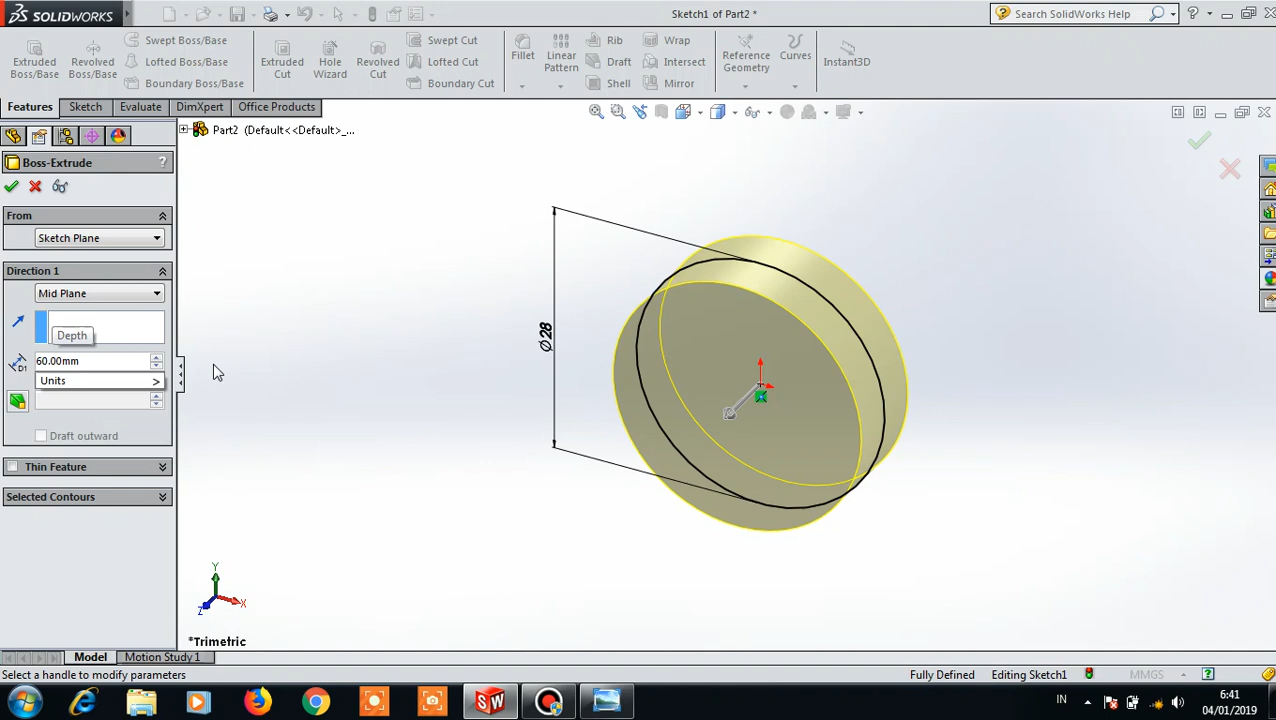 SOLIDWORKS
Sketch1 of Part2 *
Search SolidWorks Help
Extruded Boss/Base
Boss/Base
Swept Boss/Base
Lofted Boss/Base
Boundary Boss/Base
Extruded Cut
Hole Wizard
Revolved Cut
Swept Cut
Lofted Cut
Boundary Cut
Fillet
Linear Pattern
Rib
Draft
Shell
Wrap
Intersect
Mirror
Reference Geometry
Curves
Instant3D
Features
Sketch
Evaluate
DimXpert
Office Products
Part2 (Default<<Default>_...
Boss-Extrude
?
From
Sketch Plane
Direction 1
Mid Plane
Depth
D1
60.00mm
Units >
Draft outward
Thin Feature
Selected Contours
∅28
Y
X
Z
*Trimetric
Model
Motion Study 1
Select a handle to modify parameters
Fully Defined
Editing Sketch1
MMGS
?
SW
IN
6:41
04/01/2019